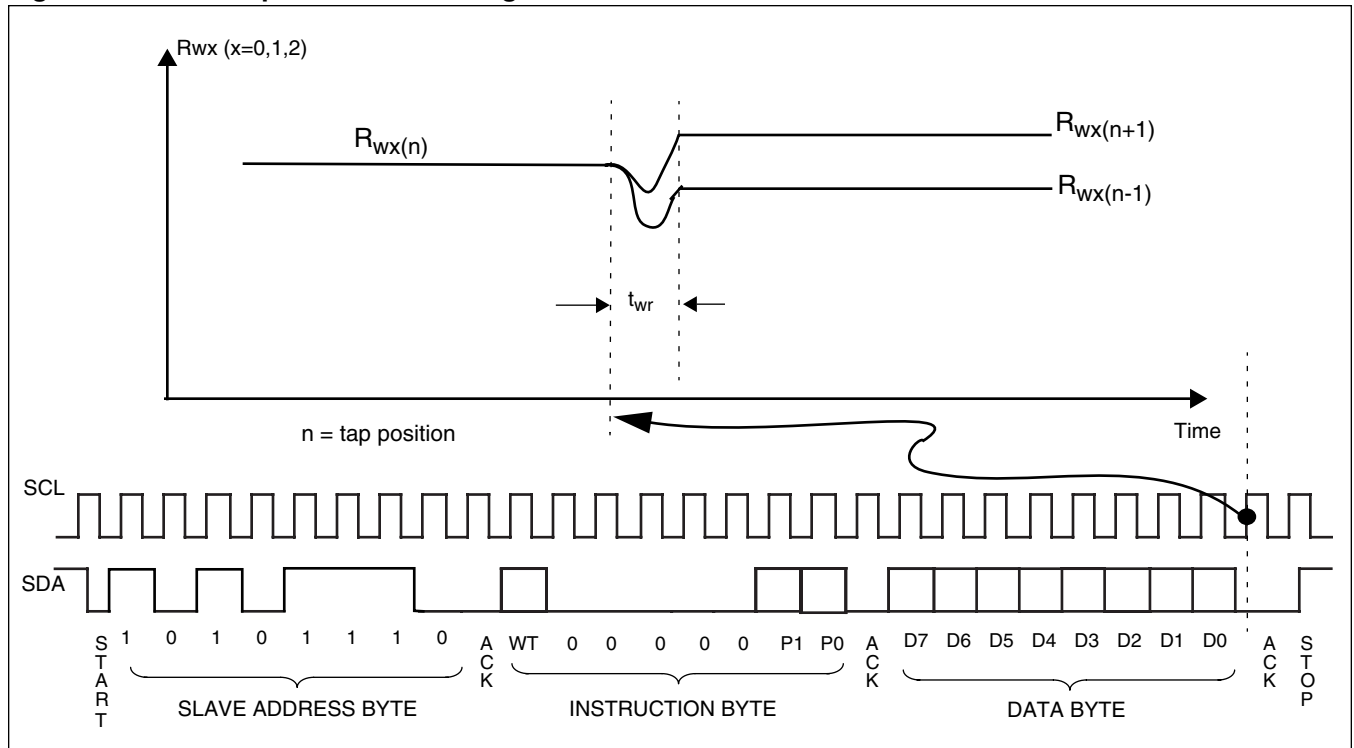 Rwx (x=0,1,2)
Rwx(n)
Rwx(n+1)
Rwx(n-1)
twr
n = tap position
Time
SCL
SDA
START 1 0 1 0 1 1 1 0 ACK WT 0 0 0 0 0 P1 P0 ACK D7 D6 D5 D4 D3 D2 D1 D0 ACK STOP
SLAVE ADDRESS BYTE INSTRUCTION BYTE DATA BYTE